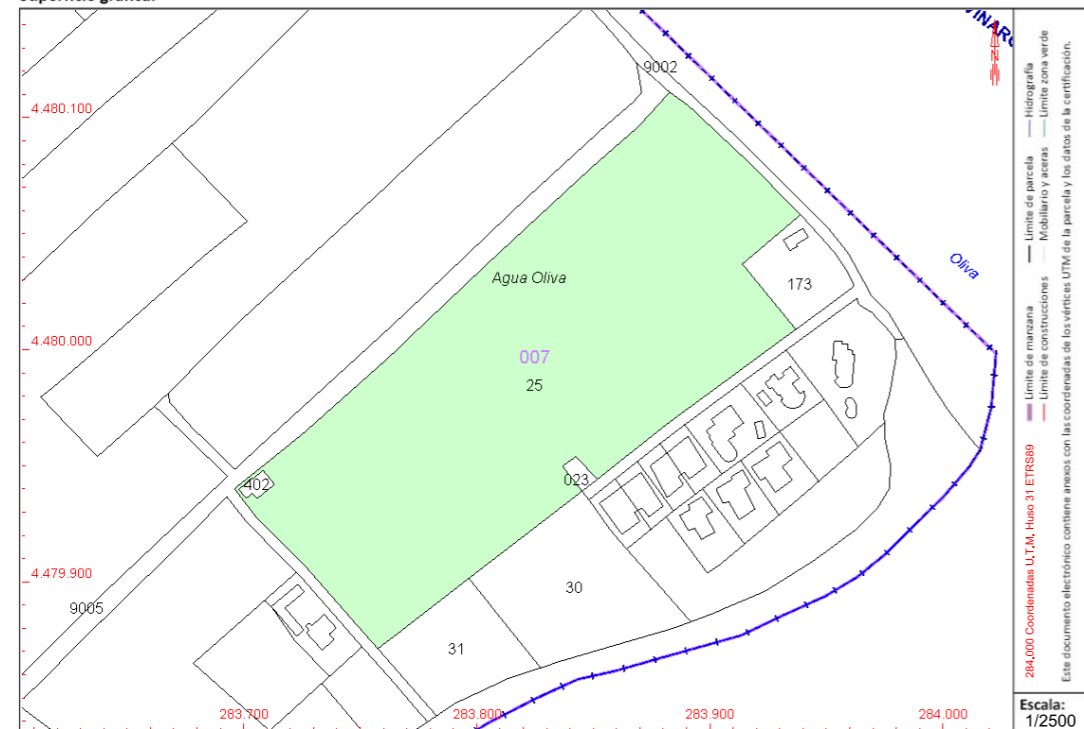 Superficie gráfica:
VINARO
9002
4.480.100
Oliva
Agua Oliva
173
4.480.000
007
25
402
023
4.479.900
9005
30
31
283.700
283.800
283.900
284.000
Hidrografía
Límite zona verde
Límite de parcela
Mobiliario y aceras
Límite de manzana
Límite de construcciones
284,000 Coordenadas U.T.M. Huso 31 ETRS89
Este documento electrónico contiene anexos con las coordenadas de los vértices UTM de la parcela y los datos de la certificación.
Escala:
1/2500